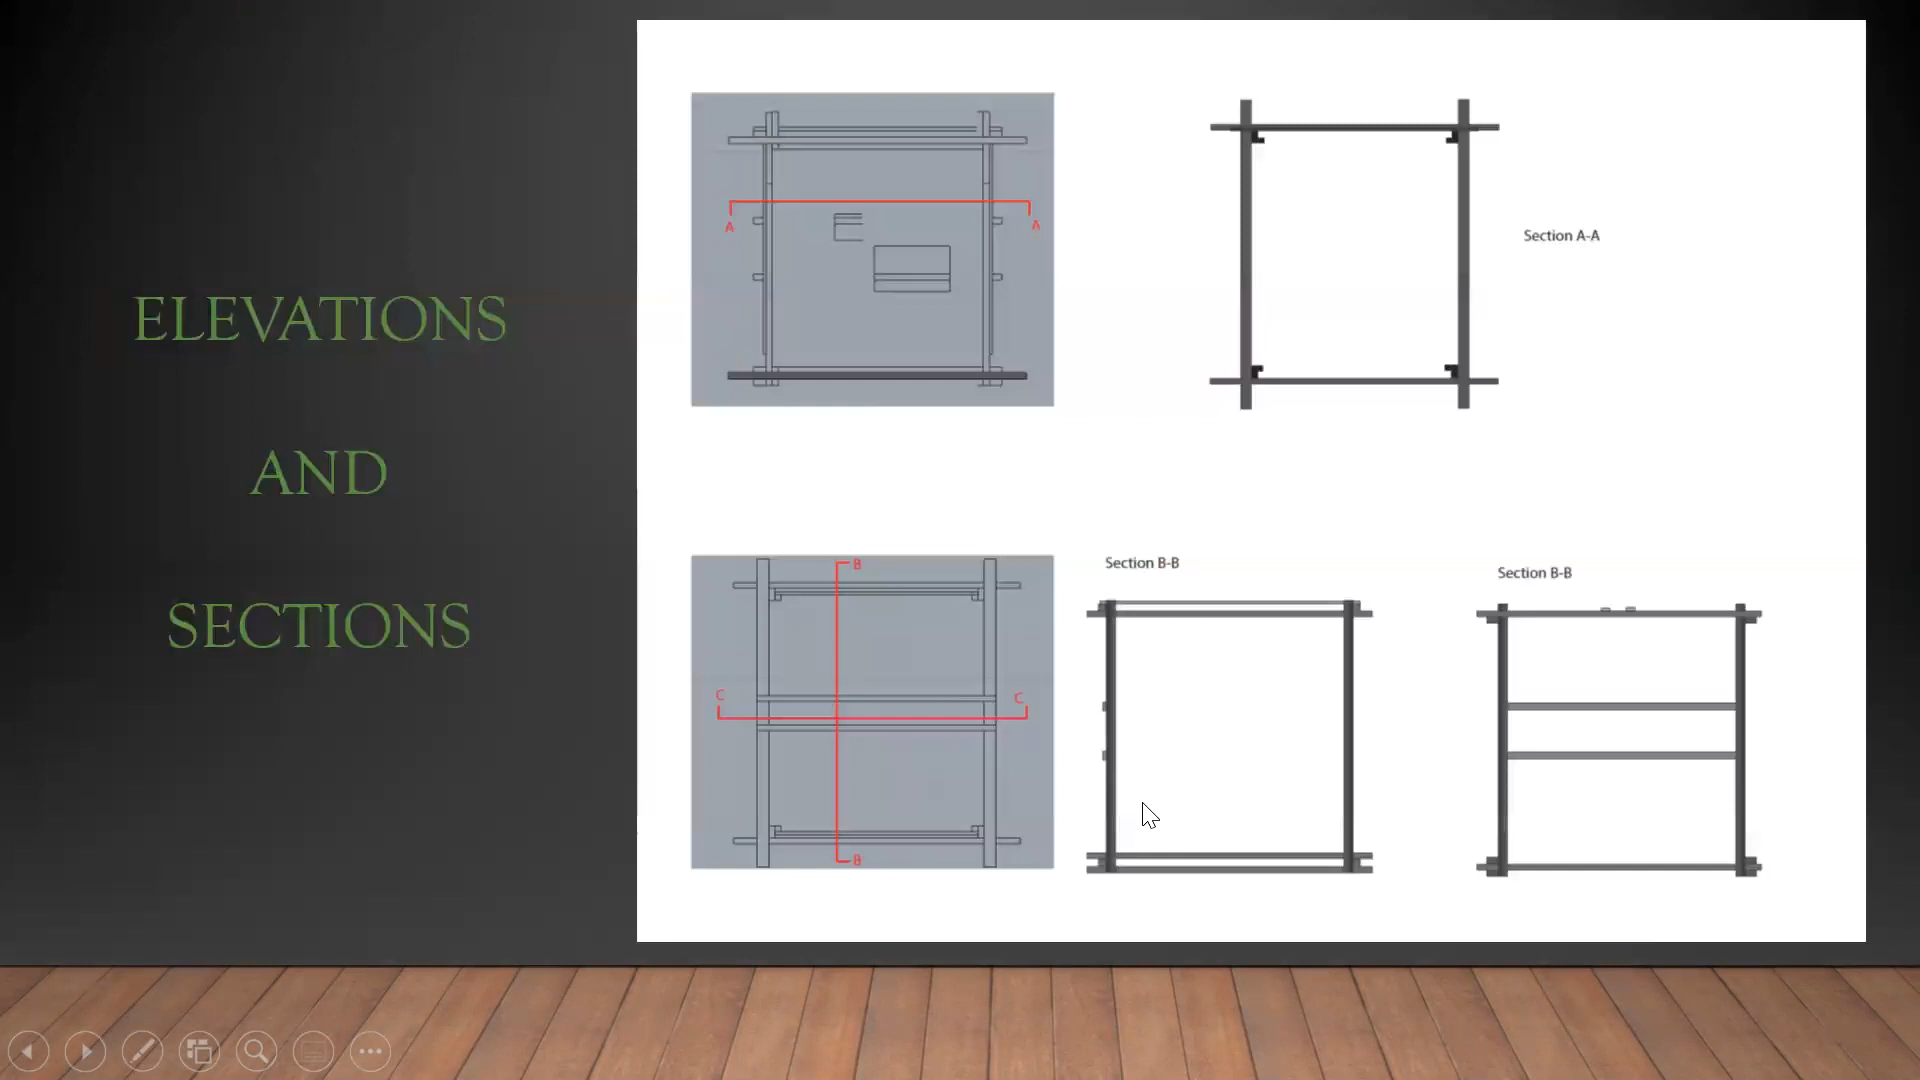 ELEVATIONS
AND
SECTIONS
A
A
Section A-A
B
C
C
B
Section B-B
Section B-B